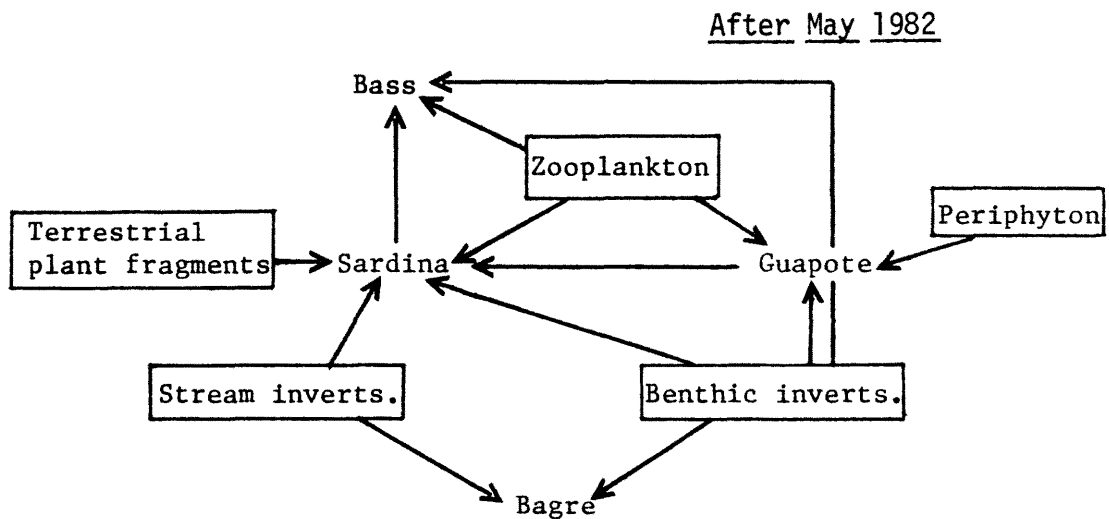 After May 1982
Bass
Zooplankton
Periphyton
Terrestrial
plant fragments
Sardina
Guapote
Stream inverts.
Benthic inverts.
Bagre